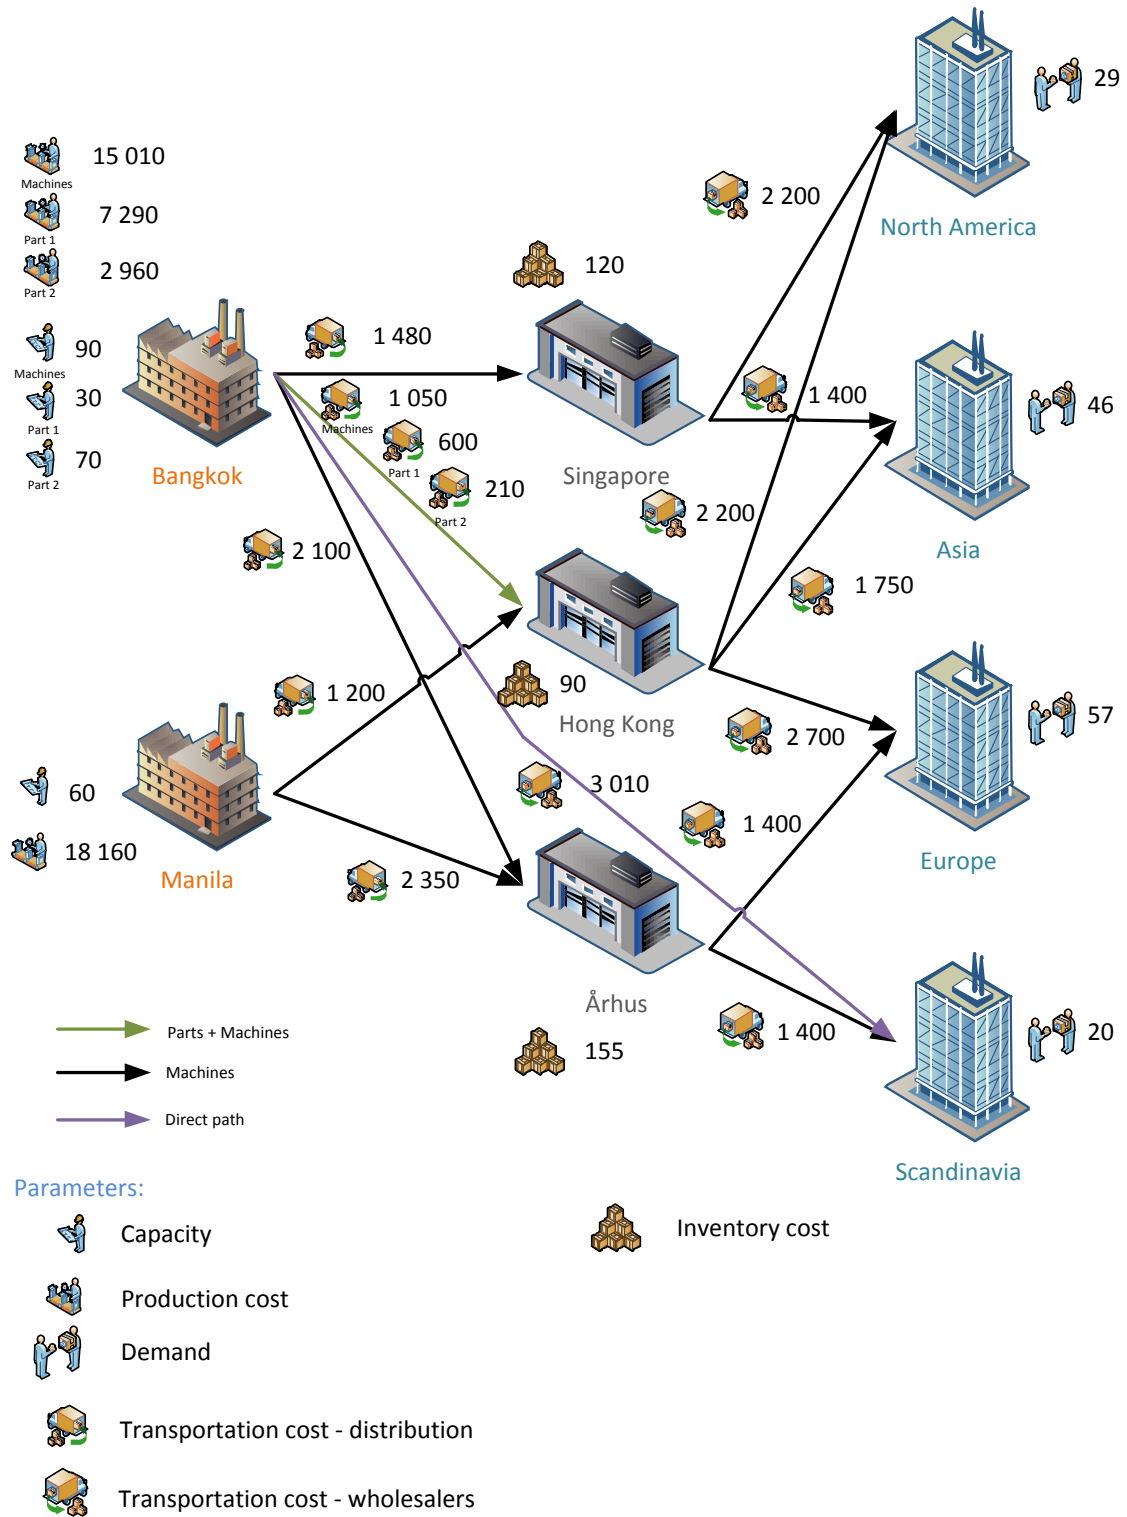 29
15 010
Machines
7 290
Part 1
2 960
Part 2
2 200
North America
120
90
Machines
30
Part 1
70
Part 2
Bangkok
1 480
1 050
Machines
600
Part 1
210
Part 2
Singapore
1 400
46
2 100
2 200
Asia
1 750
1 200
90
Hong Kong
2 700
57
60
18 160
Manila
3 010
1 400
Europe
2 350
Århus
155
1 400
20
Scandinavia
Parts + Machines
Machines
Direct path
Parameters:
Capacity
Inventory cost
Production cost
Demand
Transportation cost - distribution
Transportation cost - wholesalers